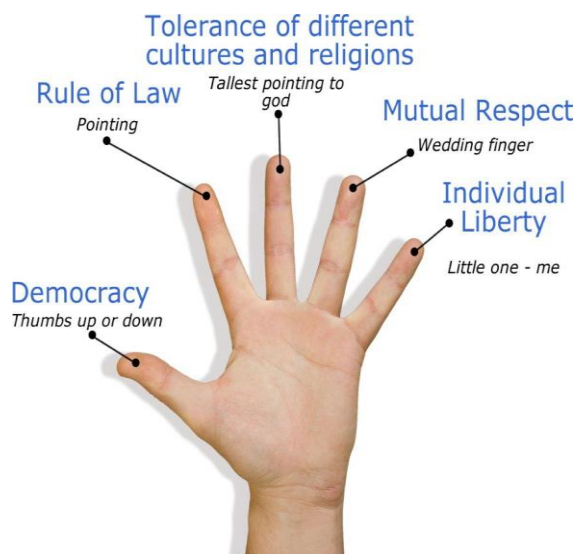 Tolerance of different
cultures and religions
Tallest pointing to
god
Rule of Law
Pointing
Mutual Respect
Wedding finger
Individual
Liberty
Little one - me
Democracy
Thumbs up or down